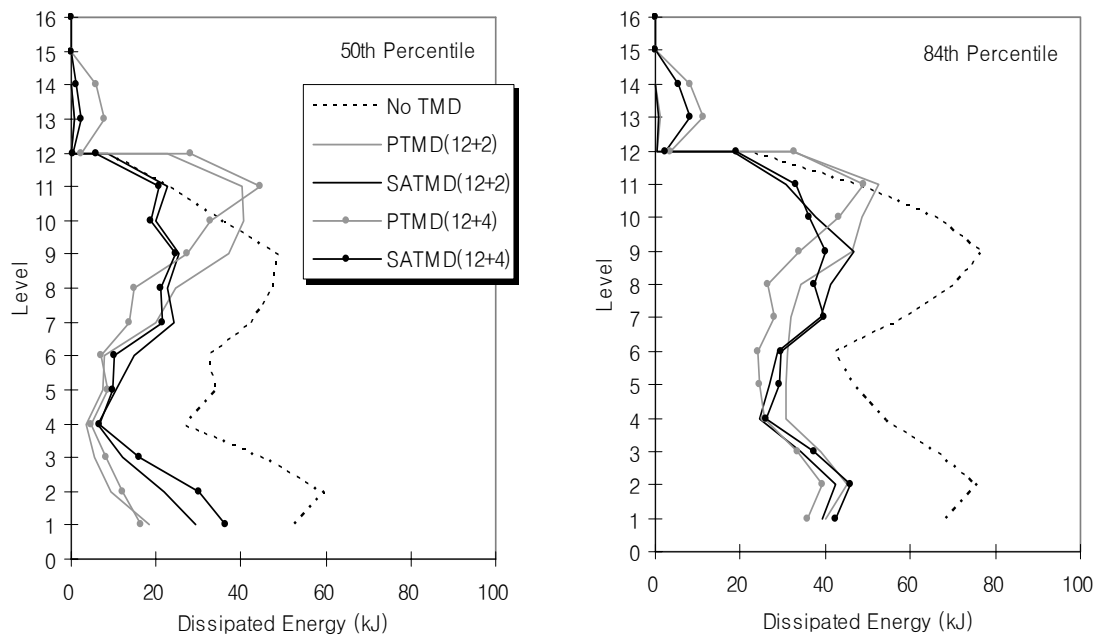 50th Percentile
No TMD
PTMD(12+2)
SATMD(12+2)
PTMD(12+4)
SATMD(12+4)
Level
16
15
14
13
12
11
10
9
8
7
6
5
4
3
2
1
0
0 20 40 60 80 100
Dissipated Energy (kJ)
84th Percentile
Level
16
15
14
13
12
11
10
9
8
7
6
5
4
3
2
1
0
0 20 40 60 80 100
Dissipated Energy (kJ)